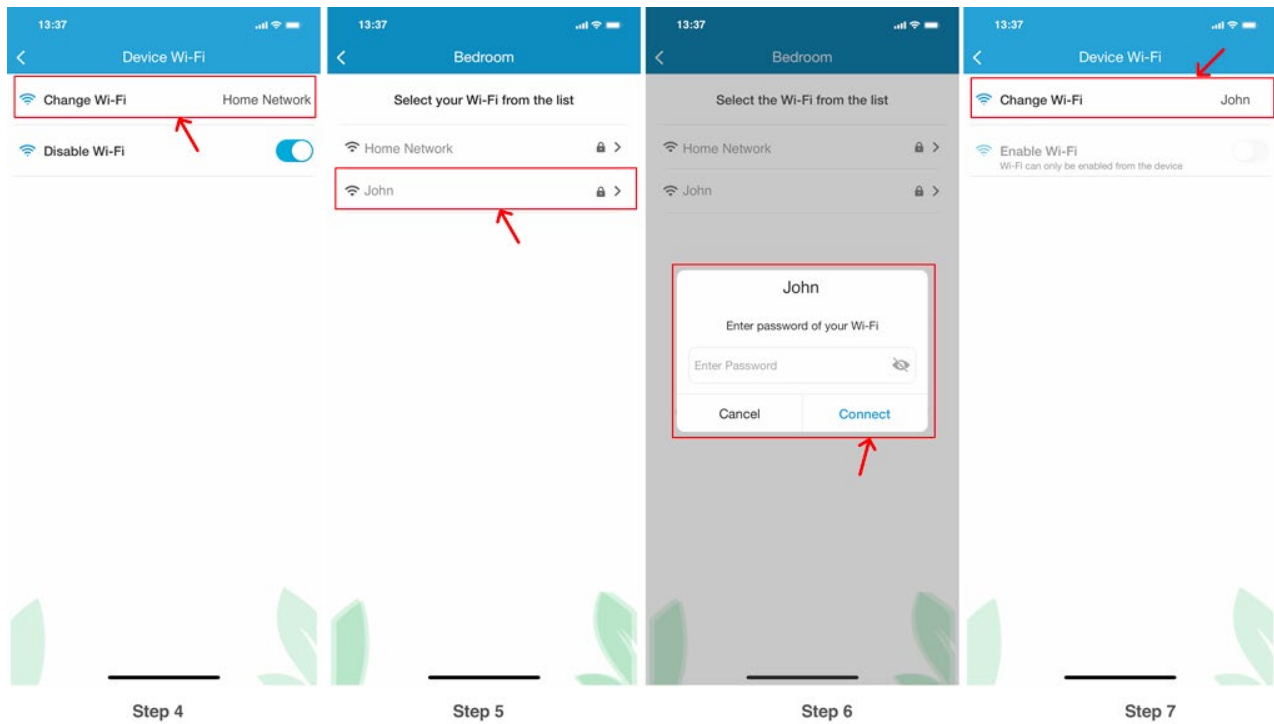 13:37
Device Wi-Fi
Change Wi-Fi Home Network
Disable Wi-Fi
Step 4
13:37
Bedroom
Select your Wi-Fi from the list
Home Network
John
Step 5
13:37
Bedroom
Select the Wi-Fi from the list
Home Network
John
John
Enter password of your Wi-Fi
Enter Password
Cancel Connect
Step 6
13:37
Device Wi-Fi
Change Wi-Fi John
Enable Wi-Fi
Wi-Fi can only be enabled from the device
Step 7